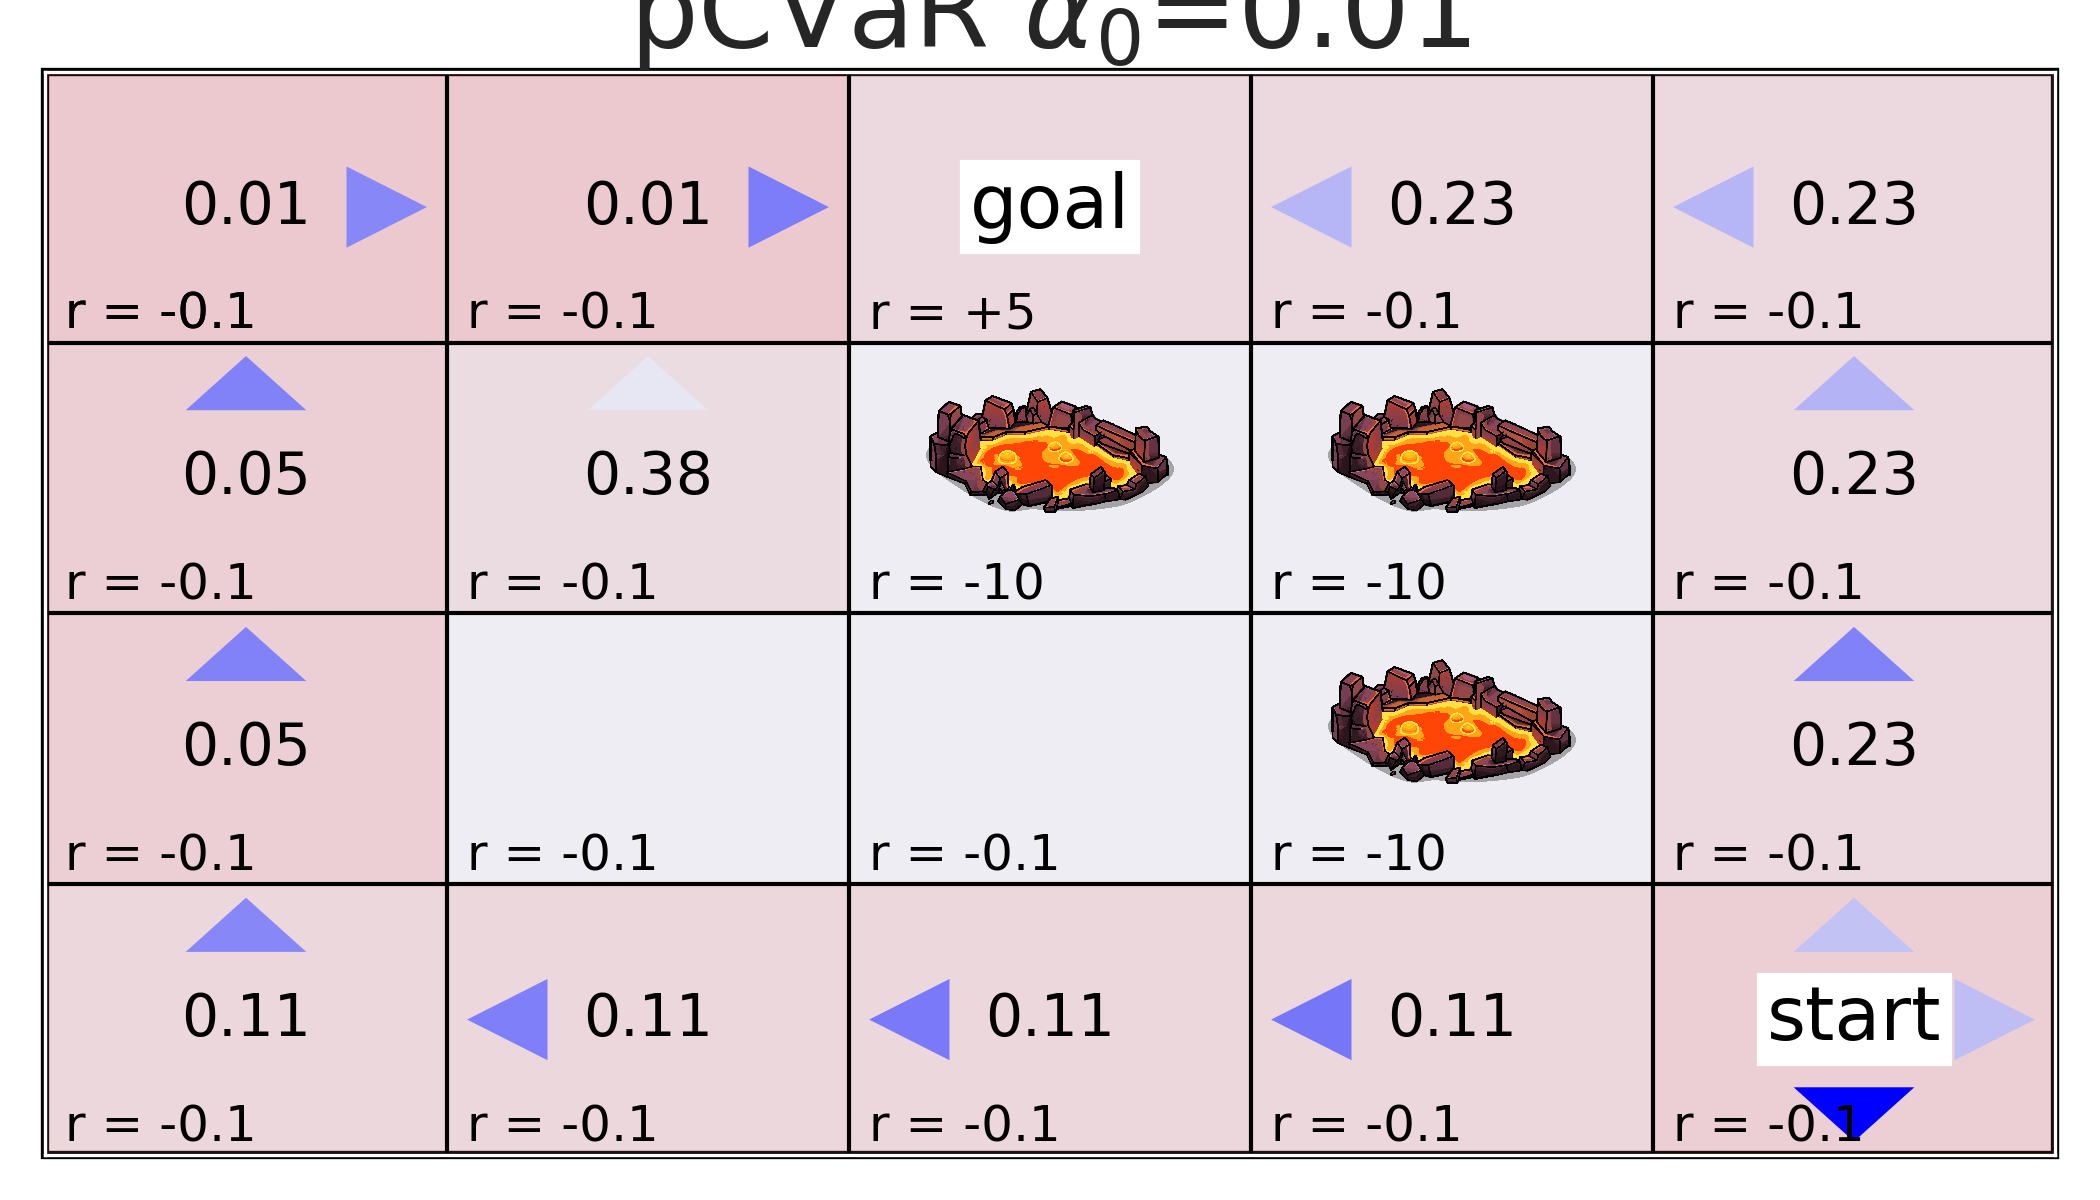 pCVaR α₀=0.01
0.01 0.01 goal 0.23 0.23
r = -0.1 r = -0.1 r = +5 r = -0.1 r = -0.1
0.05 0.38 0.23
r = -0.1 r = -0.1 r = -10 r = -10 r = -0.1
0.05 0.23
r = -0.1 r = -0.1 r = -0.1 r = -10 r = -0.1
0.11 0.11 0.11 0.11 start
r = -0.1 r = -0.1 r = -0.1 r = -0.1 r = -0.1